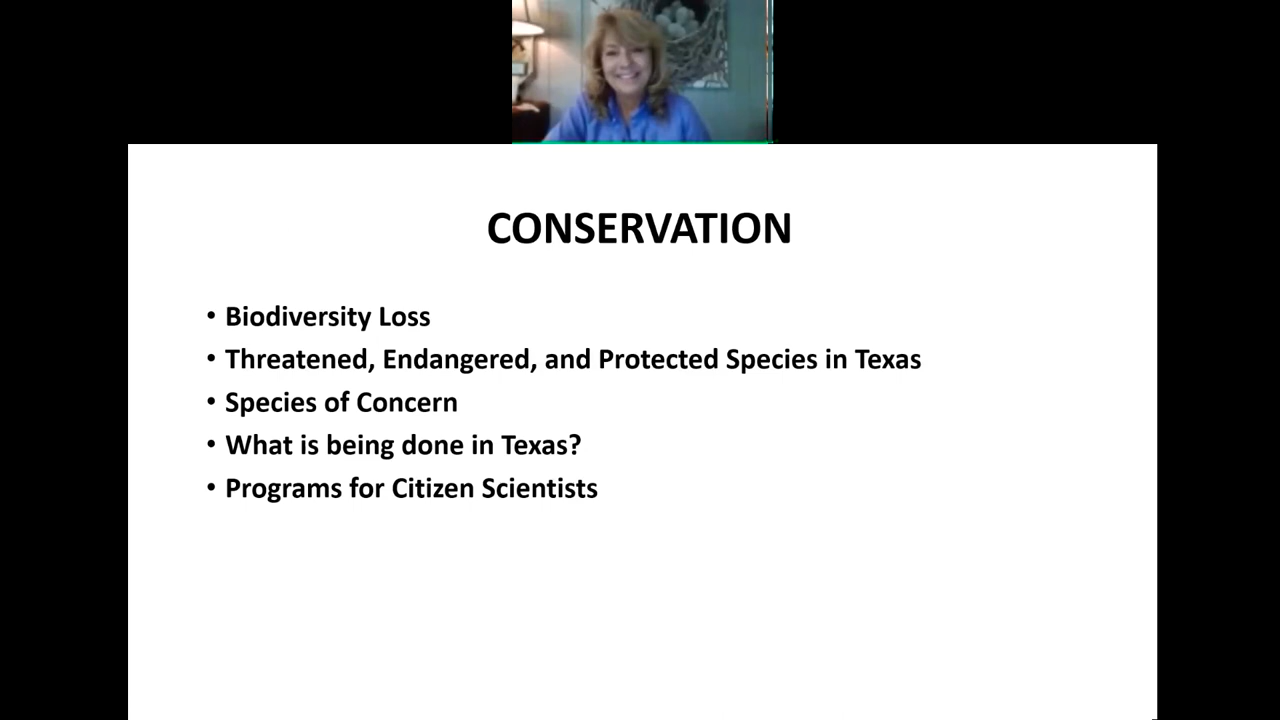 CONSERVATION
• Biodiversity Loss
• Threatened, Endangered, and Protected Species in Texas
• Species of Concern
• What is being done in Texas?
• Programs for Citizen Scientists